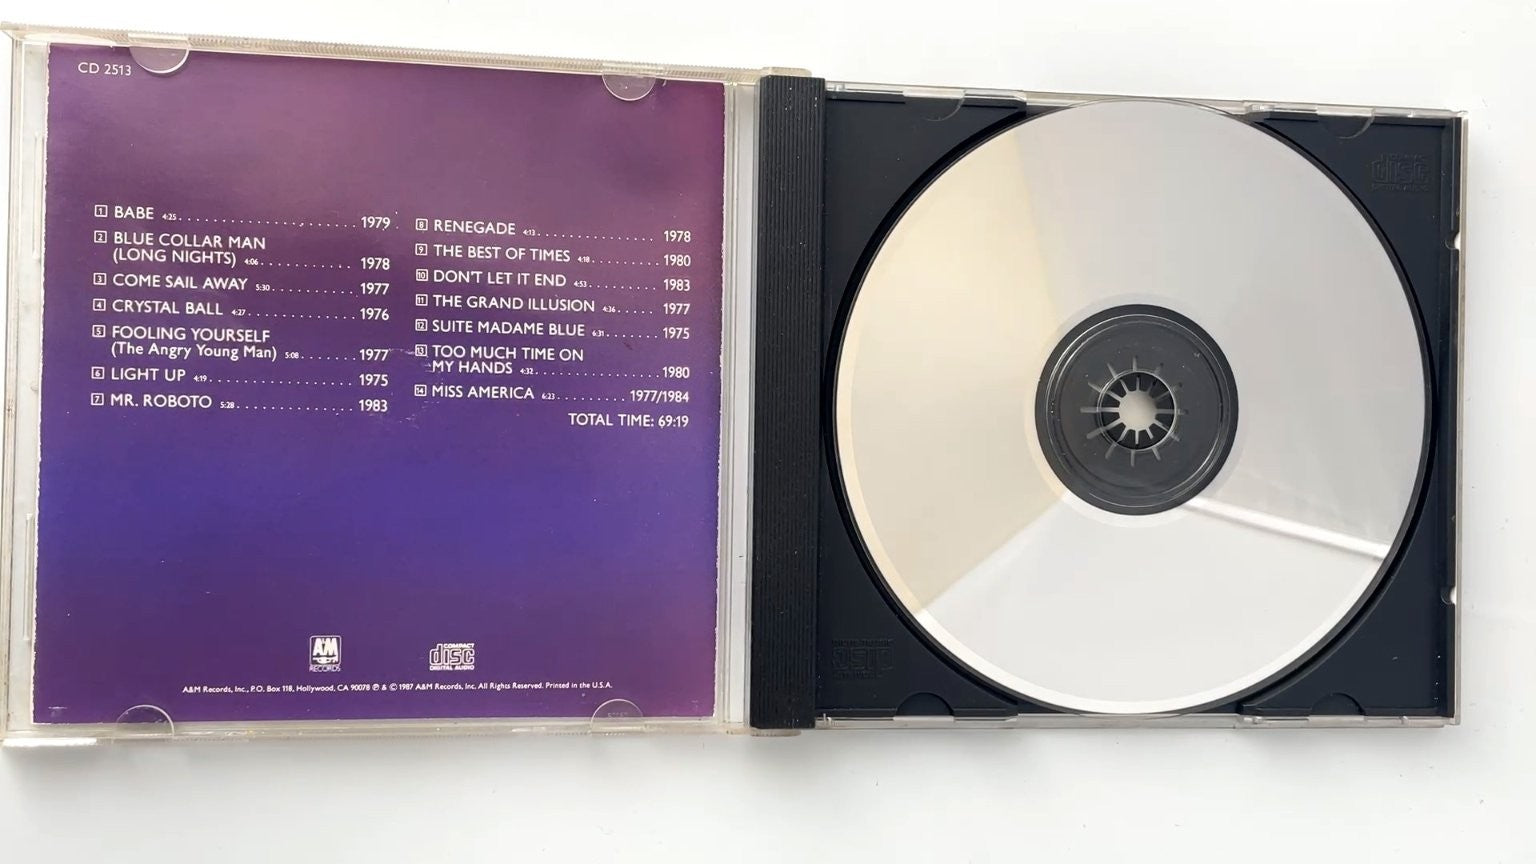 CD 2513
1 BABE 4:25 . . . . . . . . . . . . . . . . . . . . . . . 1979
2 BLUE COLLAR MAN
(LONG NIGHTS) 4:06 . . . . . . . . . . . . . . 1978
3 COME SAIL AWAY 5:30 . . . . . . . . . . . . 1977
4 CRYSTAL BALL 4:27 . . . . . . . . . . . . . . . 1976
5 FOOLING YOURSELF
(The Angry Young Man) 5:08 . . . . . . . 1977
6 LIGHT UP 4:19 . . . . . . . . . . . . . . . . . . . . 1975
7 MR. ROBOTO 5:28 . . . . . . . . . . . . . . . . 1983
8 RENEGADE 4:13 . . . . . . . . . . . . . . . 1978
9 THE BEST OF TIMES 4:18 . . . . . . . . . 1980
10 DON'T LET IT END 4:53 . . . . . . . . . . 1983
11 THE GRAND ILLUSION 4:36 . . . . . 1977
12 SUITE MADAME BLUE 6:31 . . . . . . . 1975
13 TOO MUCH TIME ON
MY HANDS 4:32 . . . . . . . . . . . . . . . . 1980
14 MISS AMERICA 6:23 . . . . . . . . . 1977/1984
TOTAL TIME: 69:19
A&M
RECORDS
COMPACT
disc
DIGITAL AUDIO
A&M Records, Inc., P.O. Box 118, Hollywood, CA 90078 ℗ & © 1987 A&M Records, Inc. All Rights Reserved. Printed in the U.S.A.
COMPACT
disc
DIGITAL AUDIO